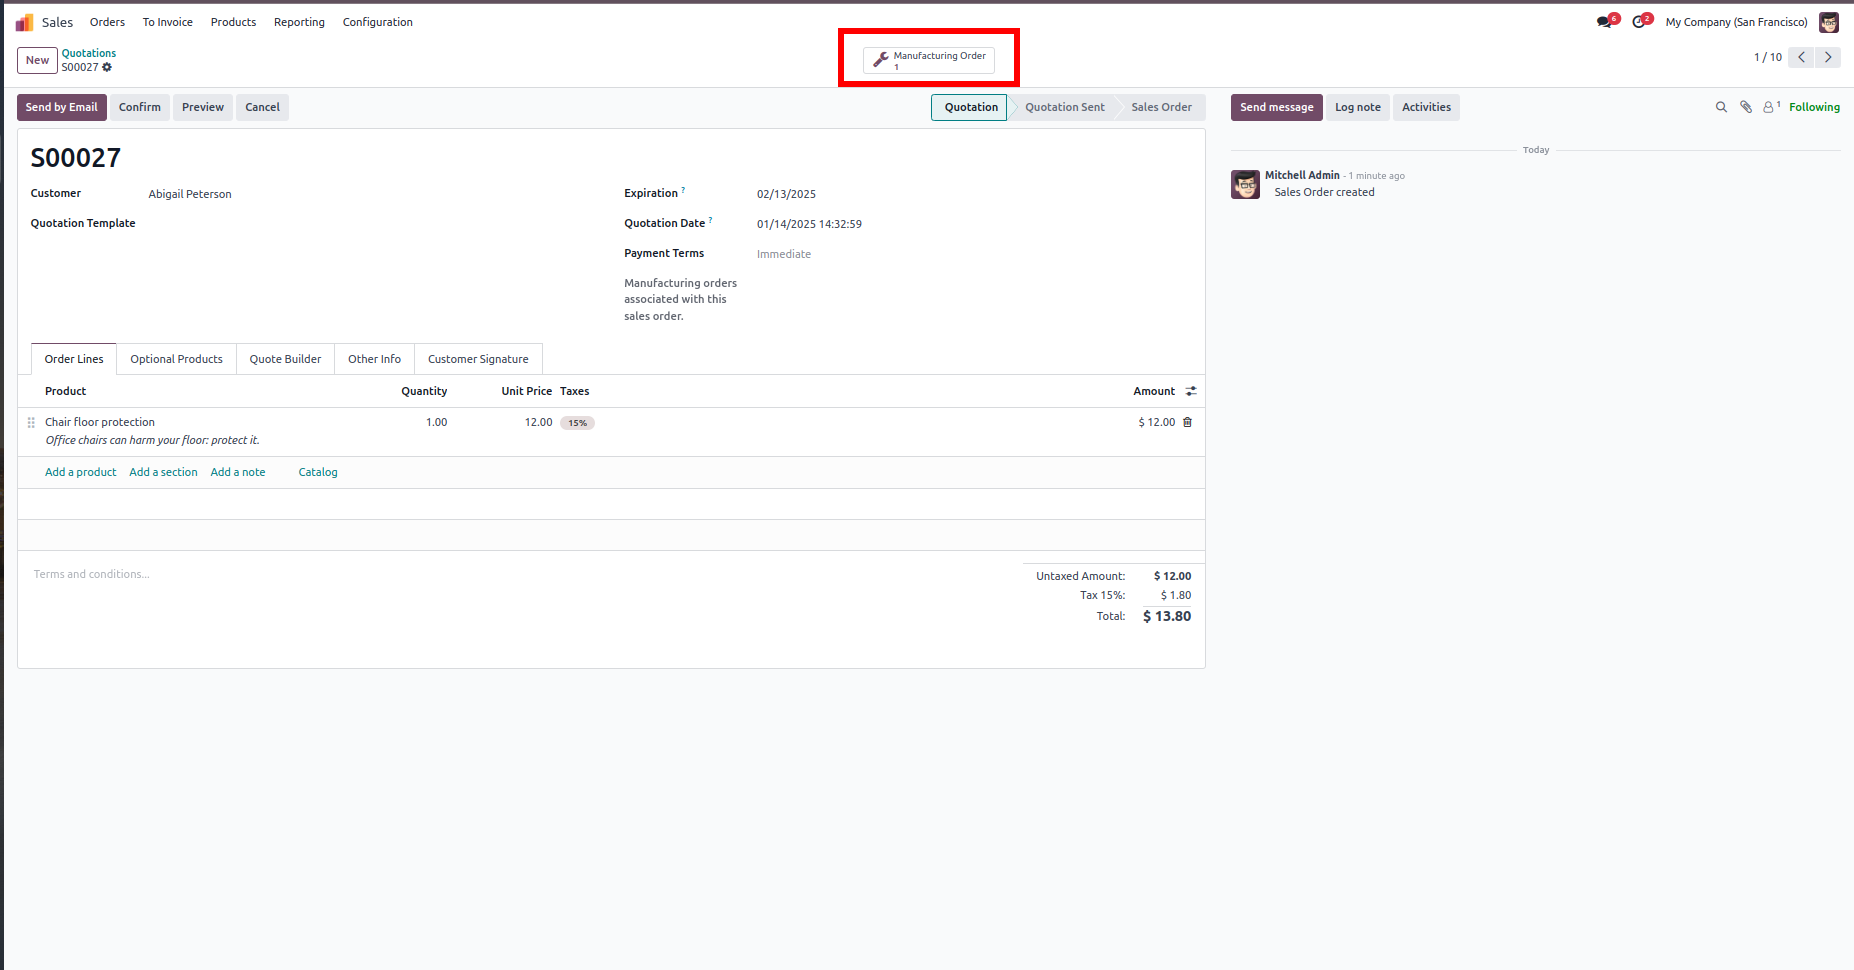 Sales Orders To Invoice Products Reporting Configuration 6 2 My Company (San Francisco)
New Quotations
S00027
Manufacturing Order
1
1 / 10
Send by Email Confirm Preview Cancel Quotation Quotation Sent Sales Order Send message Log note Activities 1 Following
S00027
Today
Mitchell Admin - 1 minute ago
Sales Order created
Customer Abigail Peterson Expiration ? 02/13/2025
Quotation Template Quotation Date ? 01/14/2025 14:32:59
Payment Terms Immediate
Manufacturing orders
associated with this
sales order.
Order Lines Optional Products Quote Builder Other Info Customer Signature
Product Quantity Unit Price Taxes Amount
Chair floor protection 1.00 12.00 15% $ 12.00
Office chairs can harm your floor: protect it.
Add a product Add a section Add a note Catalog
Terms and conditions...
Untaxed Amount: $ 12.00
Tax 15%: $ 1.80
Total: $ 13.80